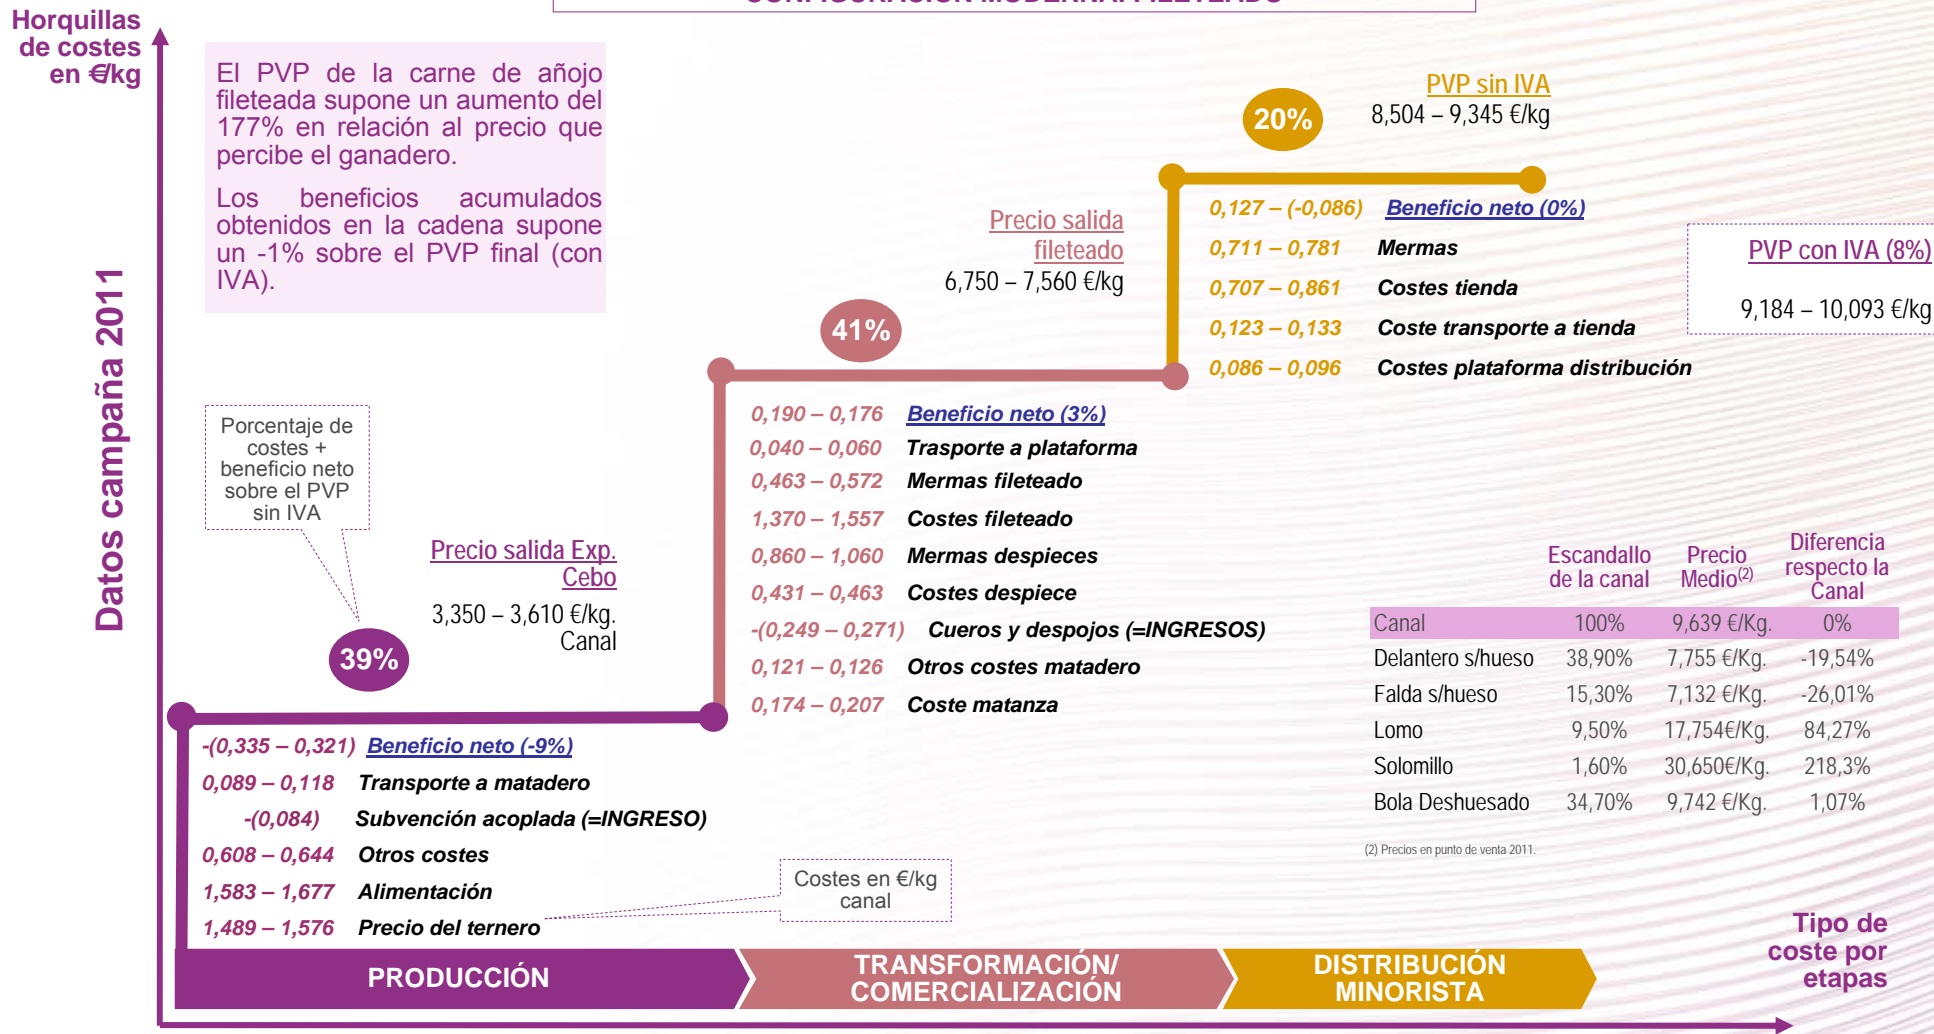 CONFIGURACIÓN MODERNA: FILETEADO
Horquillas
de costes
en €/kg
Datos campaña 2011
El PVP de la carne de añojo
fileteada supone un aumento del
177% en relación al precio que
percibe el ganadero.
Los beneficios acumulados
obtenidos en la cadena supone
un -1% sobre el PVP final (con
IVA).
Porcentaje de
costes +
beneficio neto
sobre el PVP
sin IVA
39%
Precio salida Exp.
Cebo
3,350 – 3,610 €/kg.
Canal
-(0,335 – 0,321) Beneficio neto (-9%)
0,089 – 0,118 Transporte a matadero
-(0,084) Subvención acoplada (=INGRESO)
0,608 – 0,644 Otros costes
1,583 – 1,677 Alimentación
1,489 – 1,576 Precio del ternero
Costes en €/kg
canal
41%
Precio salida
fileteado
6,750 – 7,560 €/kg
0,190 – 0,176 Beneficio neto (3%)
0,040 – 0,060 Trasporte a plataforma
0,463 – 0,572 Mermas fileteado
1,370 – 1,557 Costes fileteado
0,860 – 1,060 Mermas despieces
0,431 – 0,463 Costes despiece
-(0,249 – 0,271) Cueros y despojos (=INGRESOS)
0,121 – 0,126 Otros costes matadero
0,174 – 0,207 Coste matanza
20%
PVP sin IVA
8,504 – 9,345 €/kg
0,127 – (-0,086) Beneficio neto (0%)
0,711 – 0,781 Mermas
0,707 – 0,861 Costes tienda
0,123 – 0,133 Coste transporte a tienda
0,086 – 0,096 Costes plataforma distribución
PVP con IVA (8%)
9,184 – 10,093 €/kg
Escandallo
de la canal
Precio
Medio(2)
Diferencia
respecto la
Canal
Canal 100% 9,639 €/Kg. 0%
Delantero s/hueso 38,90% 7,755 €/Kg. -19,54%
Falda s/hueso 15,30% 7,132 €/Kg. -26,01%
Lomo 9,50% 17,754€/Kg. 84,27%
Solomillo 1,60% 30,650€/Kg. 218,3%
Bola Deshuesado 34,70% 9,742 €/Kg. 1,07%
(2) Precios en punto de venta 2011.
Tipo de
coste por
etapas
PRODUCCIÓN
TRANSFORMACIÓN/
COMERCIALIZACIÓN
DISTRIBUCIÓN
MINORISTA